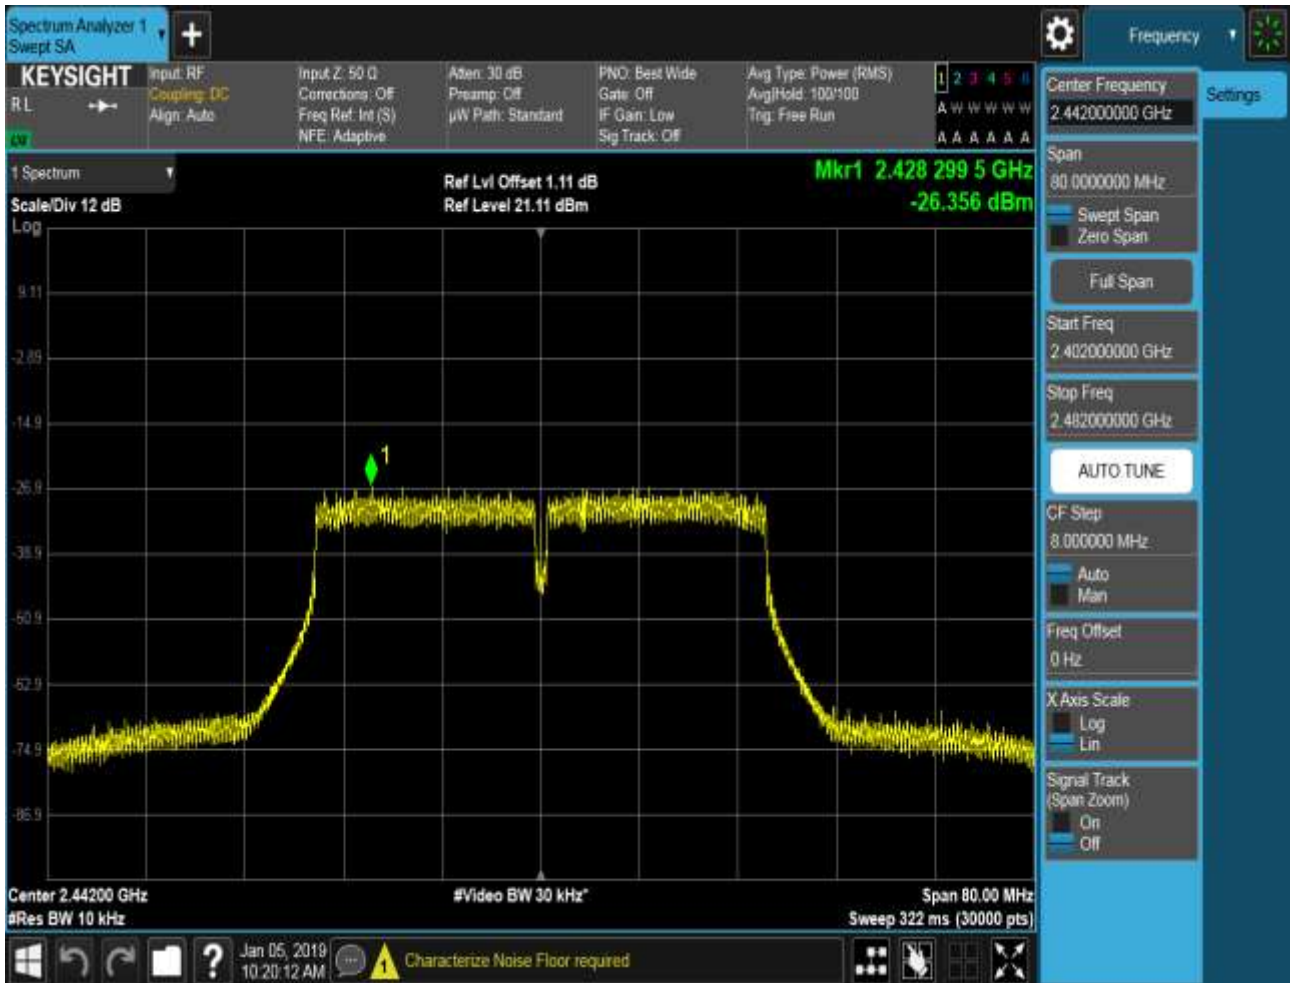 Spectrum Analyzer 1
Swept SA
+
Frequency
KEYSIGHT
Input: RF
Input Z: 50 Ω
Atten: 30 dB
PNO: Best Wide
Avg Type: Power (RMS)
1 2 3 4 5 6
RL
Coupling: DC
Corrections: Off
Preamp: Off
Gate: Off
Avg|Hold: 100/100
A W W W W W
Align: Auto
Freq Ref: Int (S)
µW Path: Standard
IF Gain: Low
Trig: Free Run
NFE: Adaptive
Sig Track: Off
A A A A A A
1 Spectrum
Ref Lvl Offset 1.11 dB
Mkr1 2.428 299 5 GHz
Scale/Div 12 dB
Ref Level 21.11 dBm
-26.356 dBm
Log
9.11
-2.89
-14.9
1
-26.9
-38.9
-50.9
-62.9
-74.9
-86.9
Center 2.44200 GHz
#Video BW 30 kHz*
Span 80.00 MHz
#Res BW 10 kHz
Sweep 322 ms (30000 pts)
Center Frequency
2.442000000 GHz
Settings
Span
80.0000000 MHz
Swept Span
Zero Span
Full Span
Start Freq
2.402000000 GHz
Stop Freq
2.482000000 GHz
AUTO TUNE
CF Step
8.000000 MHz
Auto
Man
Freq Offset
0 Hz
X Axis Scale
Log
Lin
Signal Track
(Span Zoom)
On
Off
?
Jan 05, 2019
10:20:12 AM
1
Characterize Noise Floor required